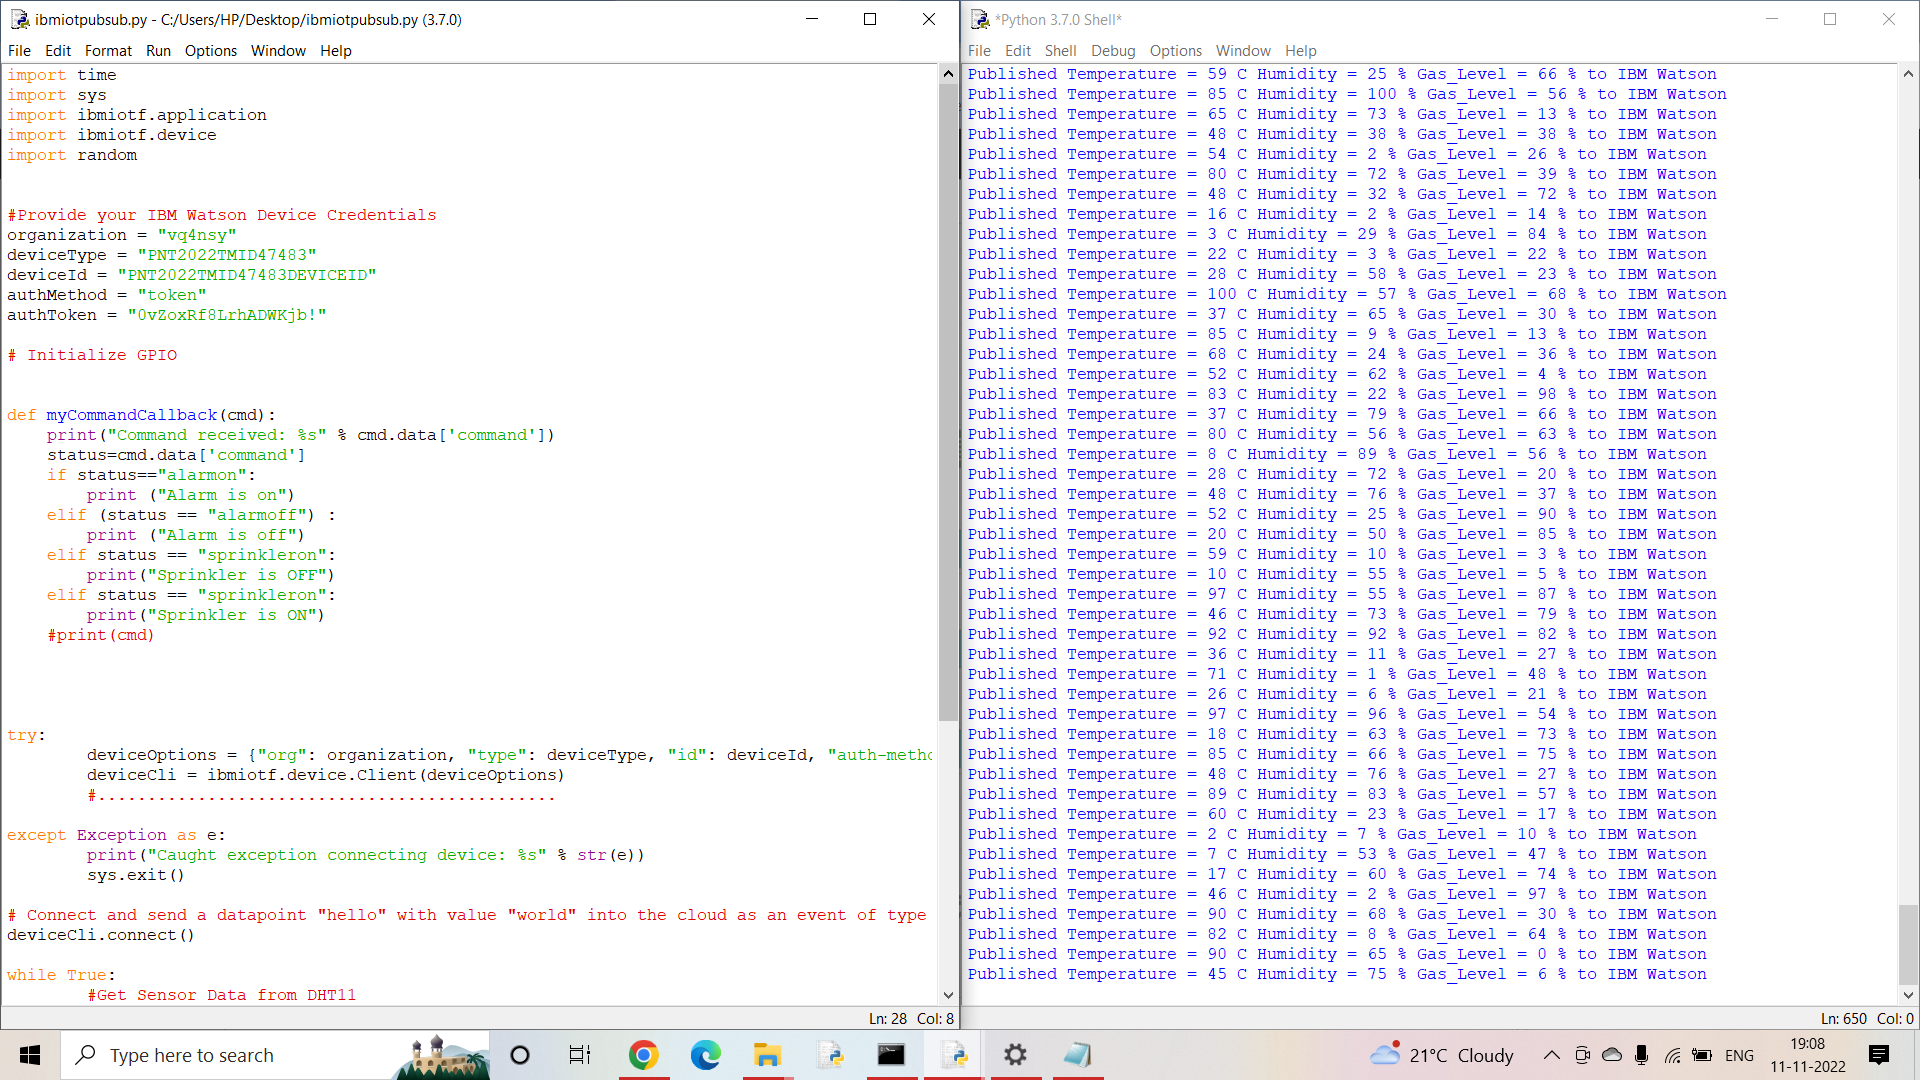 ibmiotpubsub.py - C:/Users/HP/Desktop/ibmiotpubsub.py (3.7.0)
File Edit Format Run Options Window Help
import time
import sys
import ibmiotf.application
import ibmiotf.device
import random
#Provide your IBM Watson Device Credentials
organization = "vq4nsy"
deviceType = "PNT2022TMID47483"
deviceId = "PNT2022TMID47483DEVICEID"
authMethod = "token"
authToken = "0vZoxRf8LrhADWKjb!"
# Initialize GPIO
def myCommandCallback(cmd):
    print("Command received: %s" % cmd.data['command'])
    status=cmd.data['command']
    if status=="alarmon":
        print ("Alarm is on")
    elif (status == "alarmoff") :
        print ("Alarm is off")
    elif status == "sprinkleron":
        print("Sprinkler is OFF")
    elif status == "sprinkleron":
        print("Sprinkler is ON")
    #print(cmd)
try:
        deviceOptions = {"org": organization, "type": deviceType, "id": deviceId, "auth-metho
        deviceCli = ibmiotf.device.Client(deviceOptions)
        #..............................................
except Exception as e:
        print("Caught exception connecting device: %s" % str(e))
        sys.exit()
# Connect and send a datapoint "hello" with value "world" into the cloud as an event of type
deviceCli.connect()
while True:
        #Get Sensor Data from DHT11
Ln: 28 Col: 8
*Python 3.7.0 Shell*
File Edit Shell Debug Options Window Help
Published Temperature = 59 C Humidity = 25 % Gas_Level = 66 % to IBM Watson
Published Temperature = 85 C Humidity = 100 % Gas_Level = 56 % to IBM Watson
Published Temperature = 65 C Humidity = 73 % Gas_Level = 13 % to IBM Watson
Published Temperature = 48 C Humidity = 38 % Gas_Level = 38 % to IBM Watson
Published Temperature = 54 C Humidity = 2 % Gas_Level = 26 % to IBM Watson
Published Temperature = 80 C Humidity = 72 % Gas_Level = 39 % to IBM Watson
Published Temperature = 48 C Humidity = 32 % Gas_Level = 72 % to IBM Watson
Published Temperature = 16 C Humidity = 2 % Gas_Level = 14 % to IBM Watson
Published Temperature = 3 C Humidity = 29 % Gas_Level = 84 % to IBM Watson
Published Temperature = 22 C Humidity = 3 % Gas_Level = 22 % to IBM Watson
Published Temperature = 28 C Humidity = 58 % Gas_Level = 23 % to IBM Watson
Published Temperature = 100 C Humidity = 57 % Gas_Level = 68 % to IBM Watson
Published Temperature = 37 C Humidity = 65 % Gas_Level = 30 % to IBM Watson
Published Temperature = 85 C Humidity = 9 % Gas_Level = 13 % to IBM Watson
Published Temperature = 68 C Humidity = 24 % Gas_Level = 36 % to IBM Watson
Published Temperature = 52 C Humidity = 62 % Gas_Level = 4 % to IBM Watson
Published Temperature = 83 C Humidity = 22 % Gas_Level = 98 % to IBM Watson
Published Temperature = 37 C Humidity = 79 % Gas_Level = 66 % to IBM Watson
Published Temperature = 80 C Humidity = 56 % Gas_Level = 63 % to IBM Watson
Published Temperature = 8 C Humidity = 89 % Gas_Level = 56 % to IBM Watson
Published Temperature = 28 C Humidity = 72 % Gas_Level = 20 % to IBM Watson
Published Temperature = 48 C Humidity = 76 % Gas_Level = 37 % to IBM Watson
Published Temperature = 52 C Humidity = 25 % Gas_Level = 90 % to IBM Watson
Published Temperature = 20 C Humidity = 50 % Gas_Level = 85 % to IBM Watson
Published Temperature = 59 C Humidity = 10 % Gas_Level = 3 % to IBM Watson
Published Temperature = 10 C Humidity = 55 % Gas_Level = 5 % to IBM Watson
Published Temperature = 97 C Humidity = 55 % Gas_Level = 87 % to IBM Watson
Published Temperature = 46 C Humidity = 73 % Gas_Level = 79 % to IBM Watson
Published Temperature = 92 C Humidity = 92 % Gas_Level = 82 % to IBM Watson
Published Temperature = 36 C Humidity = 11 % Gas_Level = 27 % to IBM Watson
Published Temperature = 71 C Humidity = 1 % Gas_Level = 48 % to IBM Watson
Published Temperature = 26 C Humidity = 6 % Gas_Level = 21 % to IBM Watson
Published Temperature = 97 C Humidity = 96 % Gas_Level = 54 % to IBM Watson
Published Temperature = 18 C Humidity = 63 % Gas_Level = 73 % to IBM Watson
Published Temperature = 85 C Humidity = 66 % Gas_Level = 75 % to IBM Watson
Published Temperature = 48 C Humidity = 76 % Gas_Level = 27 % to IBM Watson
Published Temperature = 89 C Humidity = 83 % Gas_Level = 57 % to IBM Watson
Published Temperature = 60 C Humidity = 23 % Gas_Level = 17 % to IBM Watson
Published Temperature = 2 C Humidity = 7 % Gas_Level = 10 % to IBM Watson
Published Temperature = 7 C Humidity = 53 % Gas_Level = 47 % to IBM Watson
Published Temperature = 17 C Humidity = 60 % Gas_Level = 74 % to IBM Watson
Published Temperature = 46 C Humidity = 2 % Gas_Level = 97 % to IBM Watson
Published Temperature = 90 C Humidity = 68 % Gas_Level = 30 % to IBM Watson
Published Temperature = 82 C Humidity = 8 % Gas_Level = 64 % to IBM Watson
Published Temperature = 90 C Humidity = 65 % Gas_Level = 0 % to IBM Watson
Published Temperature = 45 C Humidity = 75 % Gas_Level = 6 % to IBM Watson
Ln: 650 Col: 0
Type here to search
21°C Cloudy
ENG
19:08
11-11-2022